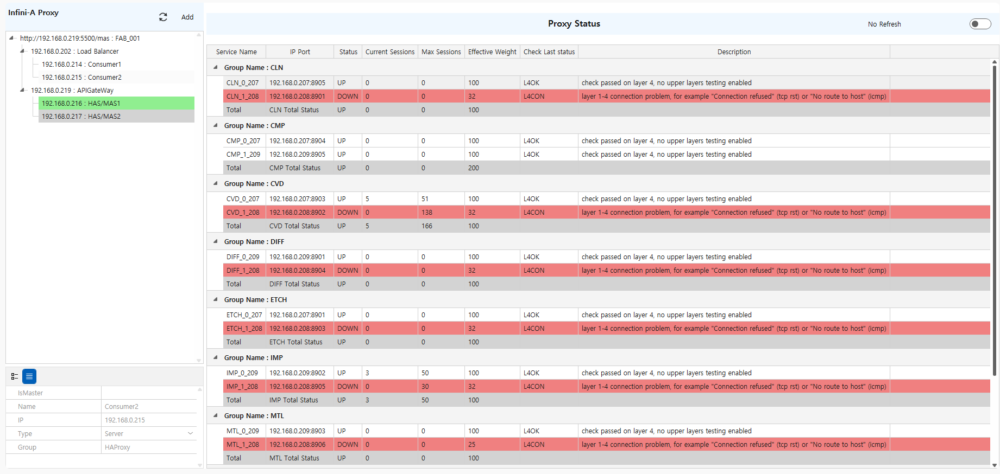 Infini-A Proxy
Add
http://192.168.0.219:5500/mas : FAB_001
192.168.0.202 : Load Balancer
192.168.0.214 : Consumer1
192.168.0.215 : Consumer2
192.168.0.219 : APIGateWay
192.168.0.216 : HAS/MAS1
192.168.0.217 : HAS/MAS2
IsMaster
Name Consumer2
IP 192.168.0.215
Type Server
Group HAProxy
Proxy Status
No Refresh
Service Name IP Port Status Current Sessions Max Sessions Effective Weight Check Last status Description
Group Name : CLN
CLN_0_207 192.168.0.207:8905 UP 0 0 100 L4OK check passed on layer 4, no upper layers testing enabled
CLN_1_208 192.168.0.208:8901 DOWN 0 0 32 L4CON layer 1-4 connection problem, for example "Connection refused" (tcp rst) or "No route to host" (icmp)
Total CLN Total Status UP 0 0 100
Group Name : CMP
CMP_0_207 192.168.0.207:8904 UP 0 0 100 L4OK check passed on layer 4, no upper layers testing enabled
CMP_1_209 192.168.0.209:8905 UP 0 0 100 L4OK check passed on layer 4, no upper layers testing enabled
Total CMP Total Status UP 0 0 200
Group Name : CVD
CVD_0_207 192.168.0.207:8903 UP 5 51 100 L4OK check passed on layer 4, no upper layers testing enabled
CVD_1_208 192.168.0.208:8902 DOWN 0 138 32 L4CON layer 1-4 connection problem, for example "Connection refused" (tcp rst) or "No route to host" (icmp)
Total CVD Total Status UP 5 166 100
Group Name : DIFF
DIFF_0_209 192.168.0.209:8901 UP 0 0 100 L4OK check passed on layer 4, no upper layers testing enabled
DIFF_1_208 192.168.0.208:8904 DOWN 0 0 32 L4CON layer 1-4 connection problem, for example "Connection refused" (tcp rst) or "No route to host" (icmp)
Total DIFF Total Status UP 0 0 100
Group Name : ETCH
ETCH_0_207 192.168.0.207:8901 UP 0 0 100 L4OK check passed on layer 4, no upper layers testing enabled
ETCH_1_208 192.168.0.208:8903 DOWN 0 0 32 L4CON layer 1-4 connection problem, for example "Connection refused" (tcp rst) or "No route to host" (icmp)
Total ETCH Total Status UP 0 0 100
Group Name : IMP
IMP_0_209 192.168.0.209:8902 UP 3 50 100 L4OK check passed on layer 4, no upper layers testing enabled
IMP_1_208 192.168.0.208:8905 DOWN 0 30 32 L4CON layer 1-4 connection problem, for example "Connection refused" (tcp rst) or "No route to host" (icmp)
Total IMP Total Status UP 3 50 100
Group Name : MTL
MTL_0_209 192.168.0.209:8903 UP 0 0 100 L4OK check passed on layer 4, no upper layers testing enabled
MTL_1_208 192.168.0.208:8906 DOWN 0 0 25 L4CON layer 1-4 connection problem, for example "Connection refused" (tcp rst) or "No route to host" (icmp)
Total MTL Total Status UP 0 0 100